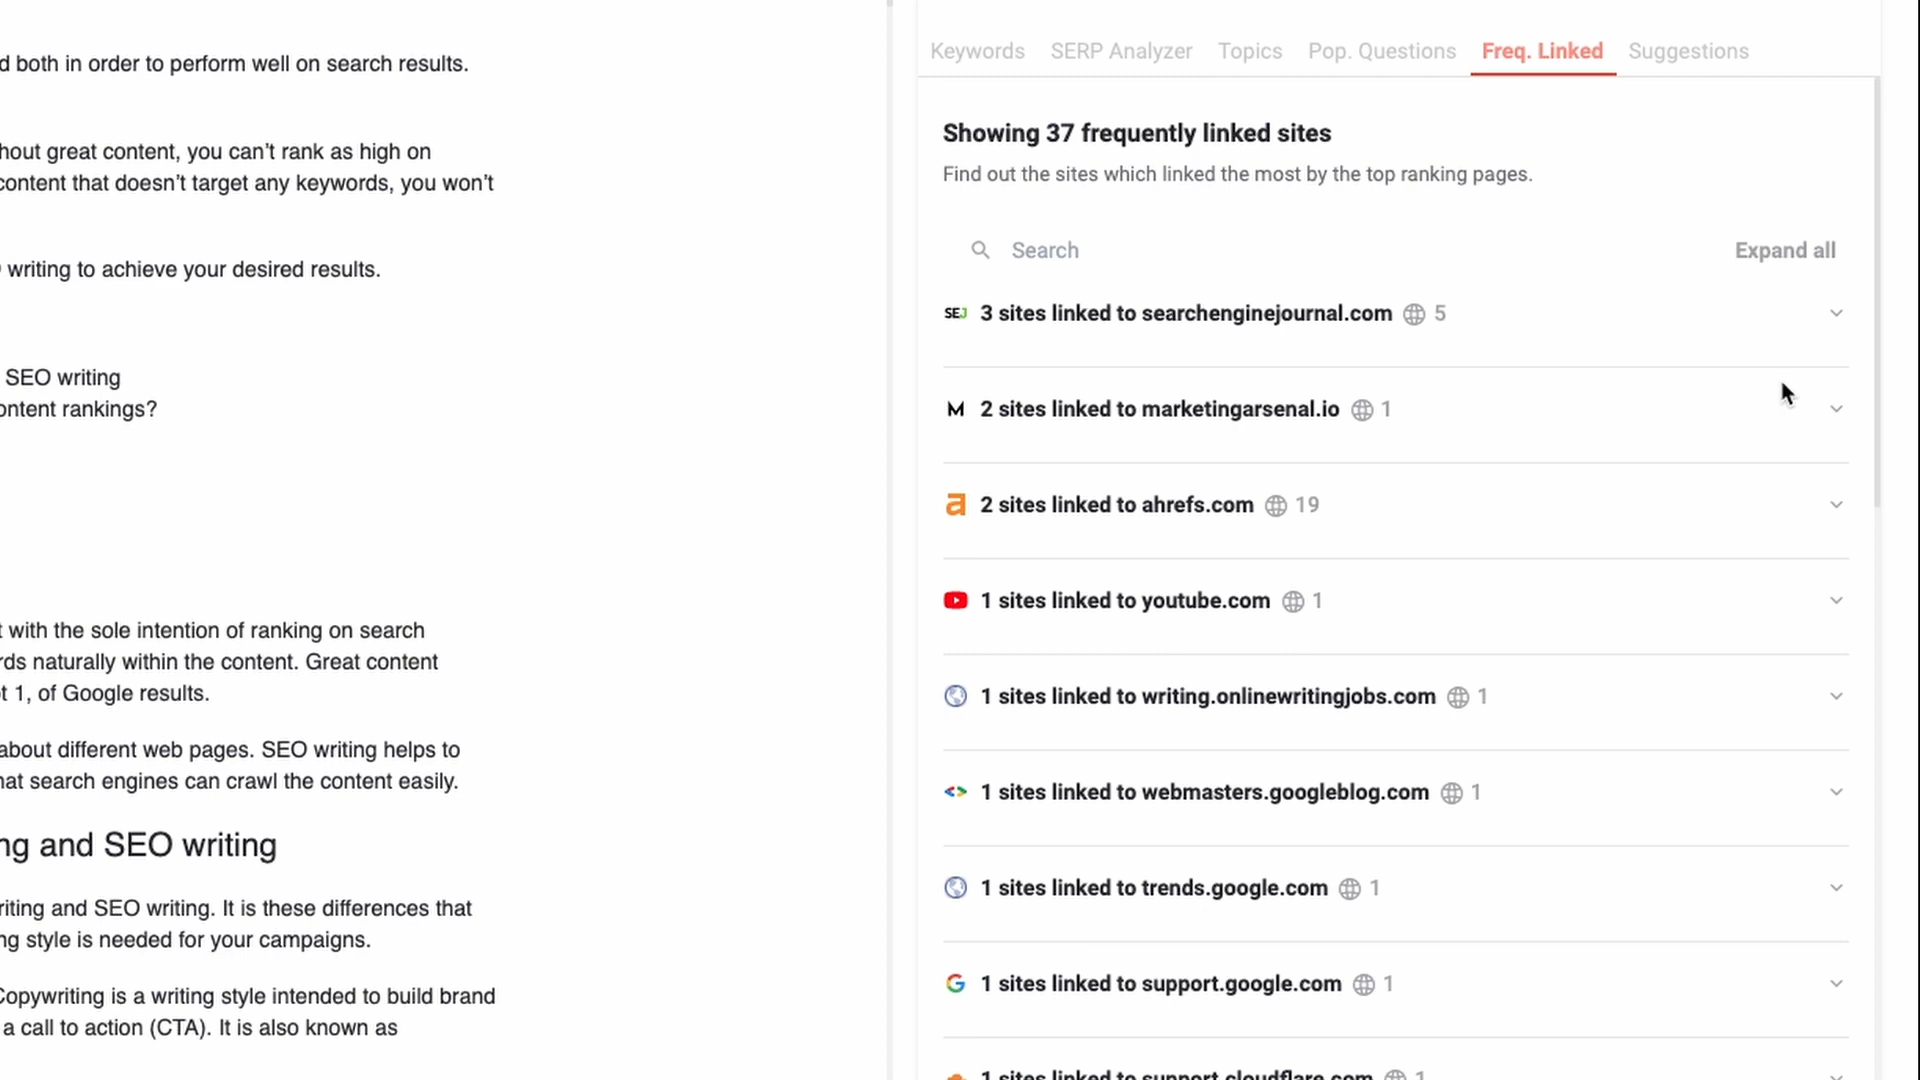 d both in order to perform well on search results.
hout great content, you can't rank as high on
content that doesn't target any keywords, you won't
writing to achieve your desired results.
SEO writing
ontent rankings?
t with the sole intention of ranking on search
rds naturally within the content. Great content
t 1, of Google results.
about different web pages. SEO writing helps to
hat search engines can crawl the content easily.
ng and SEO writing
riting and SEO writing. It is these differences that
ng style is needed for your campaigns.
Copywriting is a writing style intended to build brand
a call to action (CTA). It is also known as
Keywords SERP Analyzer Topics Pop. Questions Freq. Linked Suggestions
Showing 37 frequently linked sites
Find out the sites which linked the most by the top ranking pages.
Search Expand all
SEJ 3 sites linked to searchenginejournal.com 5
M 2 sites linked to marketingarsenal.io 1
a 2 sites linked to ahrefs.com 19
1 sites linked to youtube.com 1
1 sites linked to writing.onlinewritingjobs.com 1
1 sites linked to webmasters.googleblog.com 1
1 sites linked to trends.google.com 1
G 1 sites linked to support.google.com 1
1 sites linked to support.cloudflare.com 1